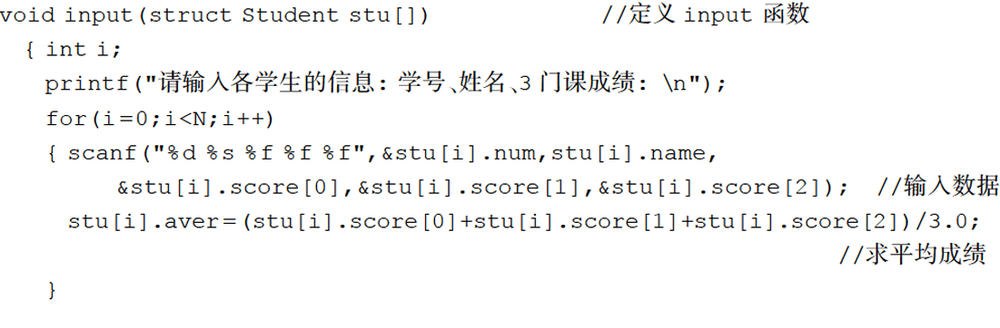 void input(struct Student stu[])                //定义 input 函数
  { int i;
    printf("请输入各学生的信息：学号、姓名、3 门课成绩：\n");
    for(i=0;i<N;i++)
    { scanf("%d %s %f %f %f",&stu[i].num,stu[i].name,
          &stu[i].score[0],&stu[i].score[1],&stu[i].score[2]);  //输入数据
      stu[i].aver=(stu[i].score[0]+stu[i].score[1]+stu[i].score[2])/3.0;
                                                                //求平均成绩
    }